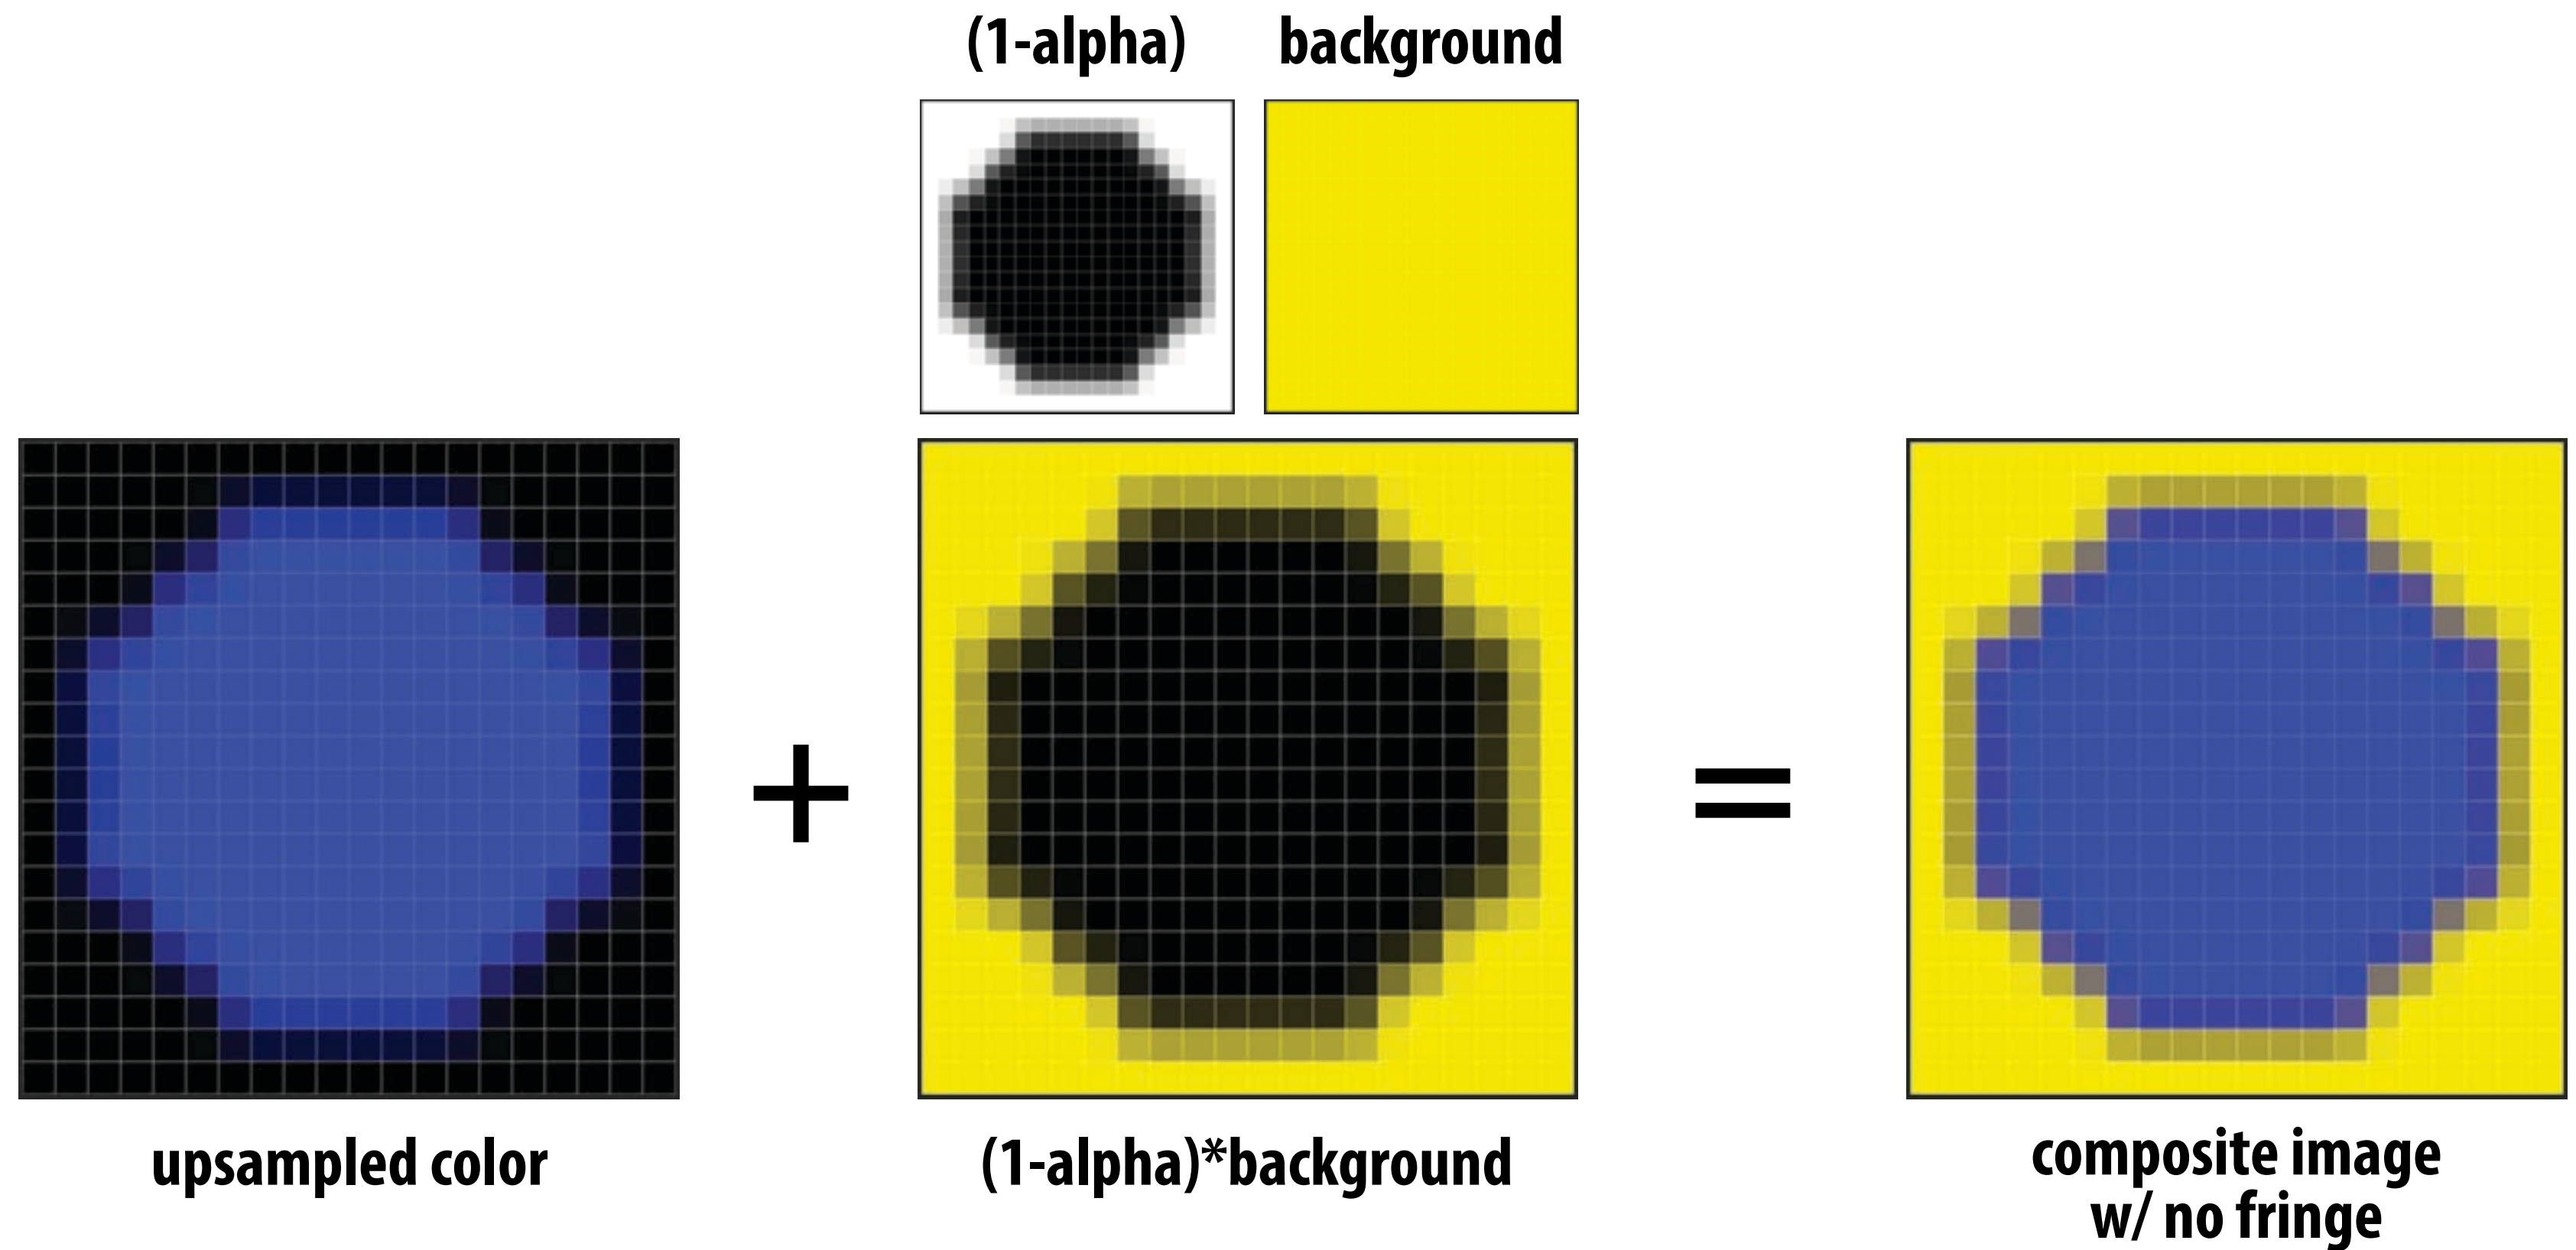 (1-alpha)
background
+
=
upsampled color
(1-alpha)*background
composite image
w/ no fringe